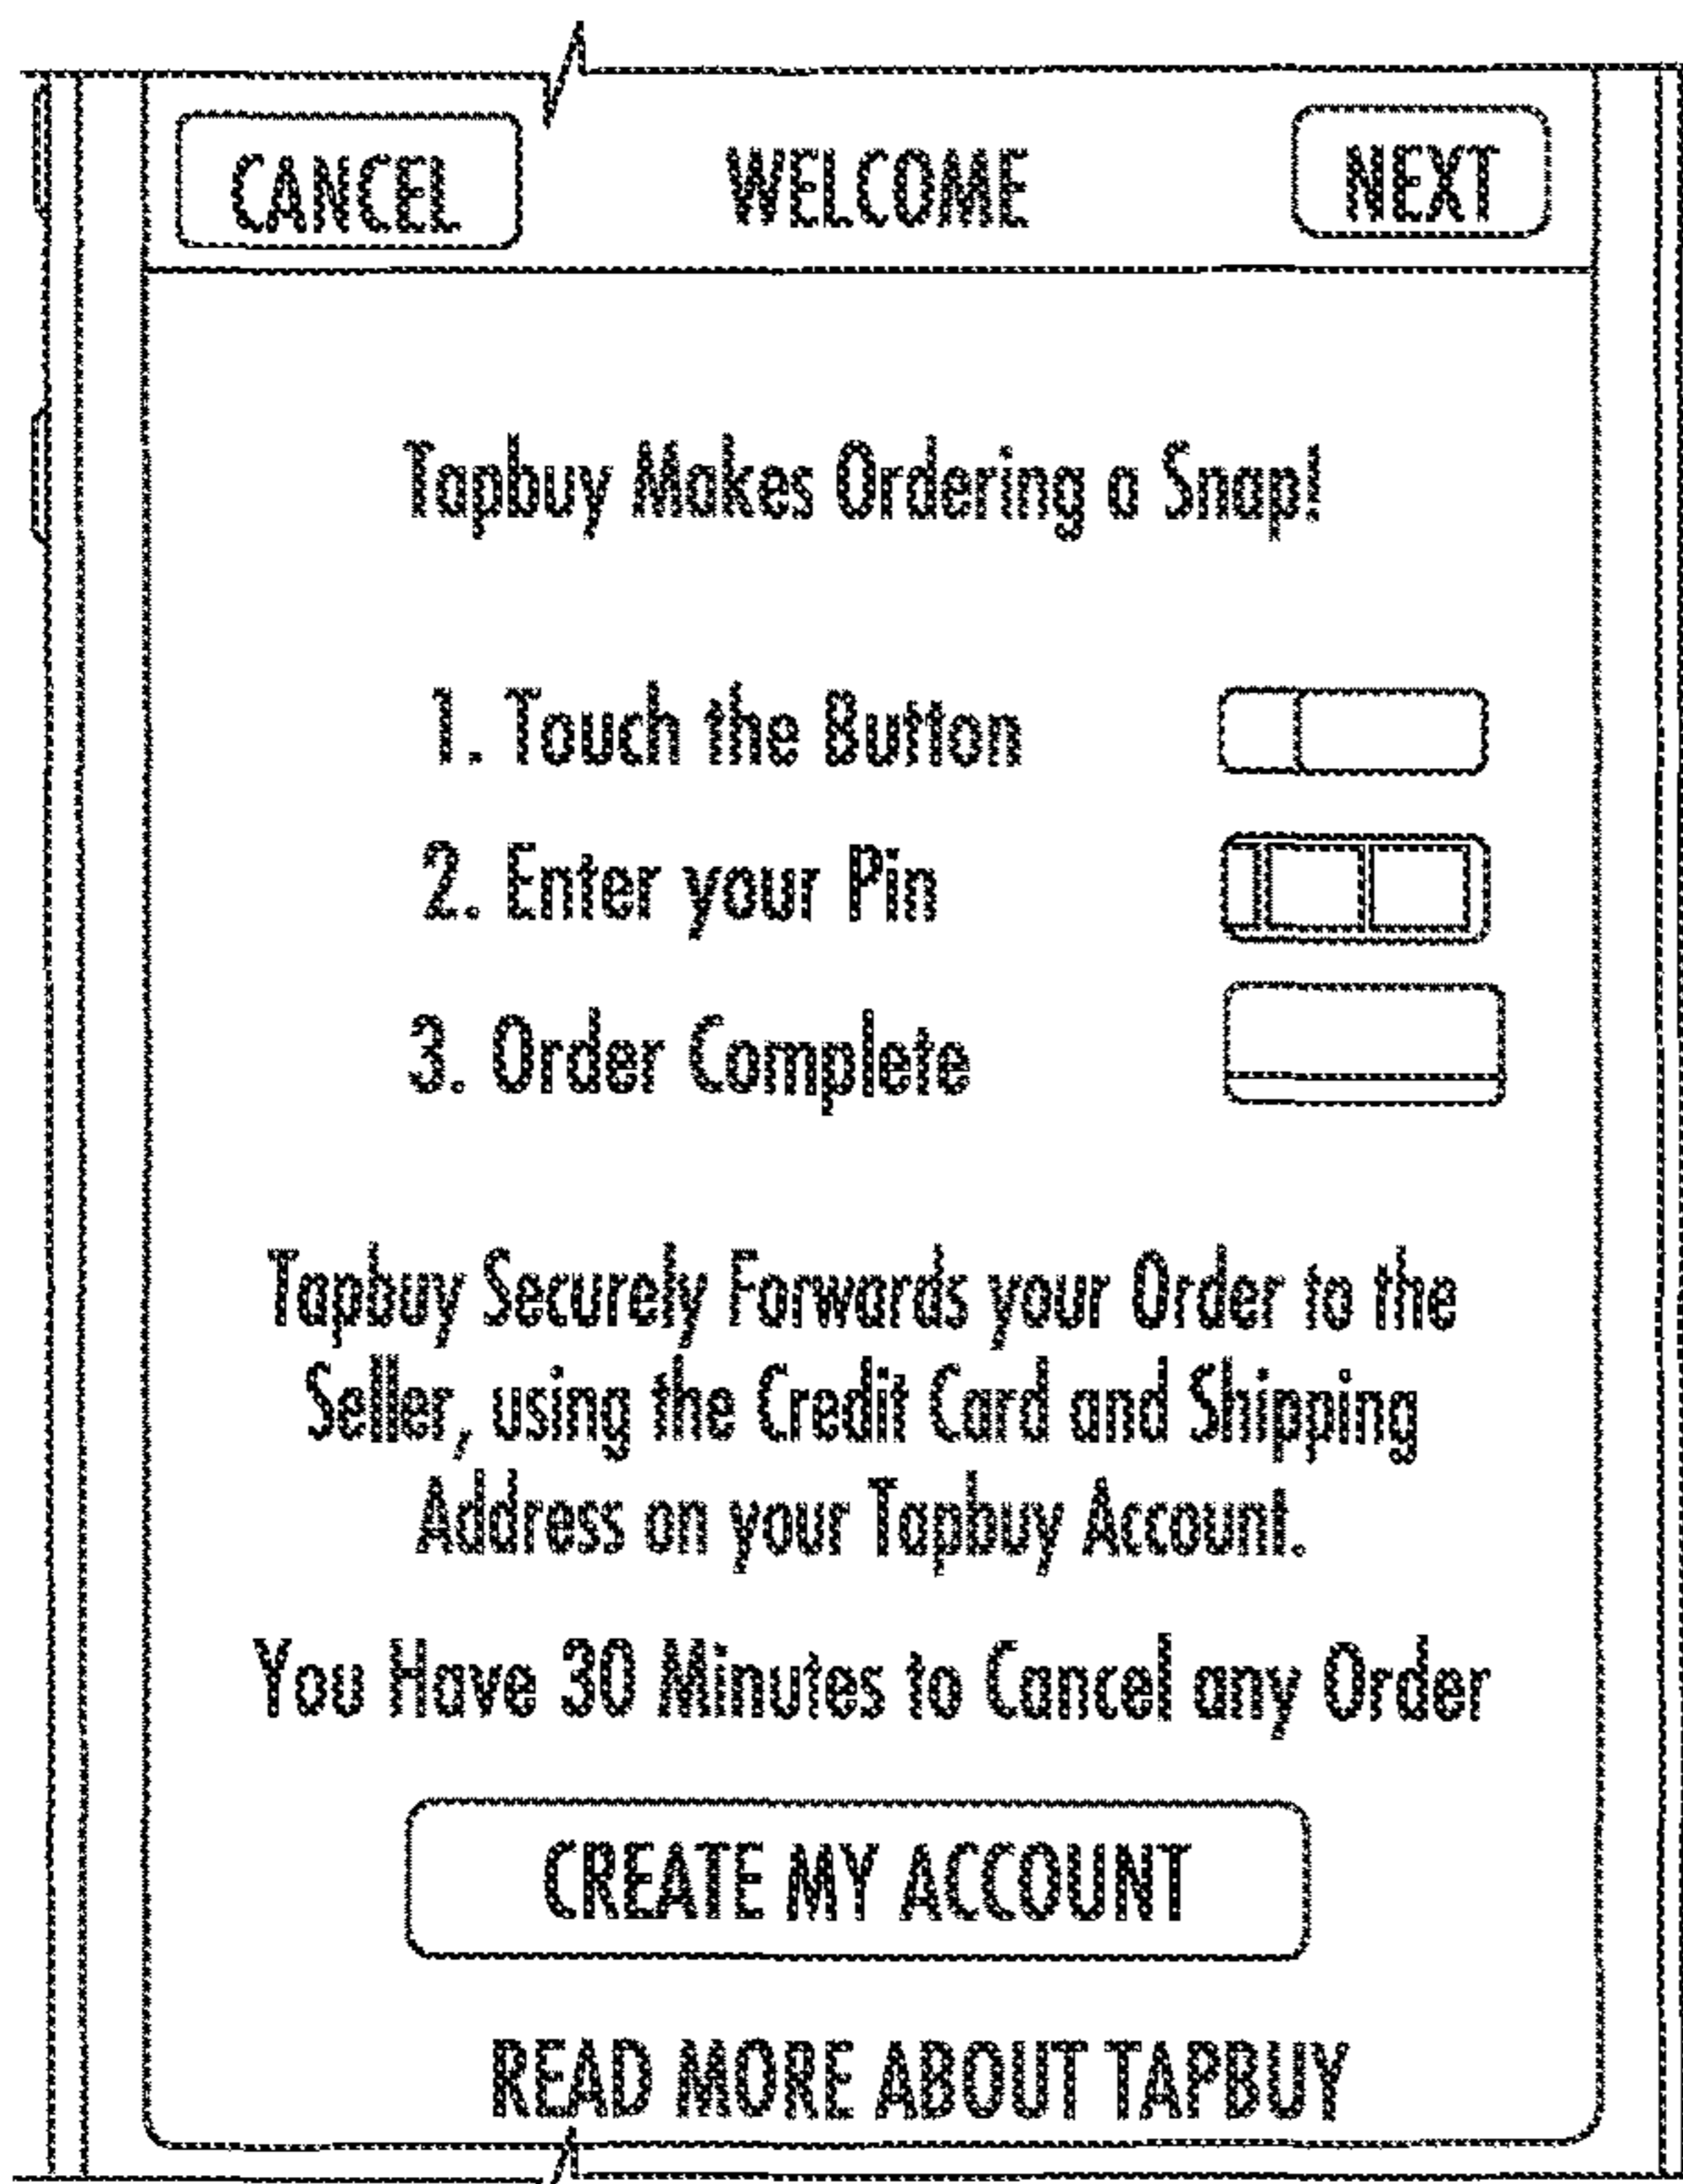 CANCEL WELCOME NEXT
Tapbuy Makes Ordering a Snap!
1. Touch the Button
2. Enter your Pin
3. Order Complete
Tapbuy Securely Forwards your Order to the
Seller, using the Credit Card and Shipping
Address on your Tapbuy Account.
You Have 30 Minutes to Cancel any Order
CREATE MY ACCOUNT
READ MORE ABOUT TAPBUY